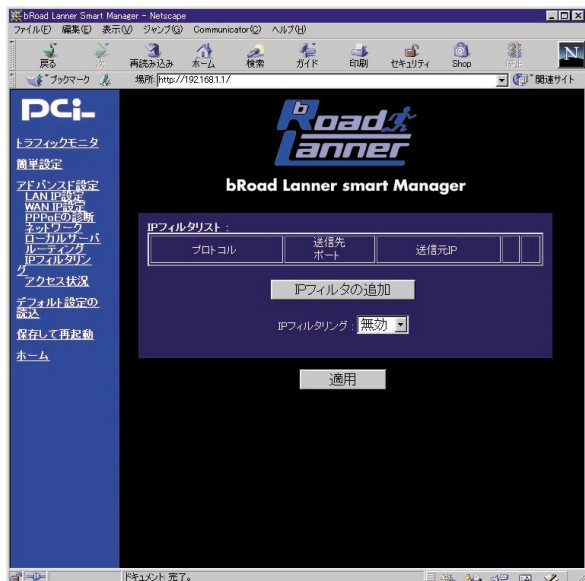 bRoad Lanner Smart Manager - Netscape
ファイル(F) 編集(E) 表示(V) ジャンプ(G) Communicator(C) ヘルプ(H)
戻る 次へ 再読み込み ホーム 検索 ガイド 印刷 セキュリティ Shop 停止 N
ブックマーク 場所: http://192.168.1.1/ 関連サイト
PCi
トラフィックモニタ
簡単設定
アドバンスド設定
LAN IP設定
WAN IP設定
PPPoEの診断
ネットワーク
ローカルサーバ
ルーティング
IPフィルタリン
グ
アクセス状況
デフォルト設定の
読込
保存して再起動
ホーム
b
Road
Lanner
bRoad Lanner smart Manager
IPフィルタリスト :
プロトコル 送信先
ポート 送信元IP
IPフィルタの追加
IPフィルタリング : 無効
適用
ドキュメント: 完了。